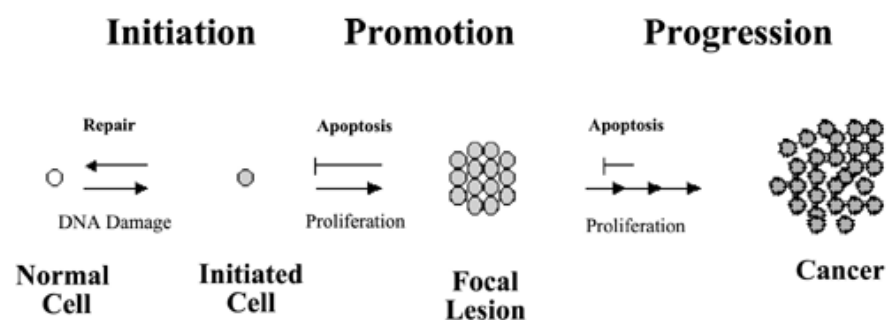 Initiation Promotion Progression
Repair Apoptosis Apoptosis
DNA Damage Proliferation Proliferation
Normal Cell
Initiated Cell
Focal Lesion
Cancer